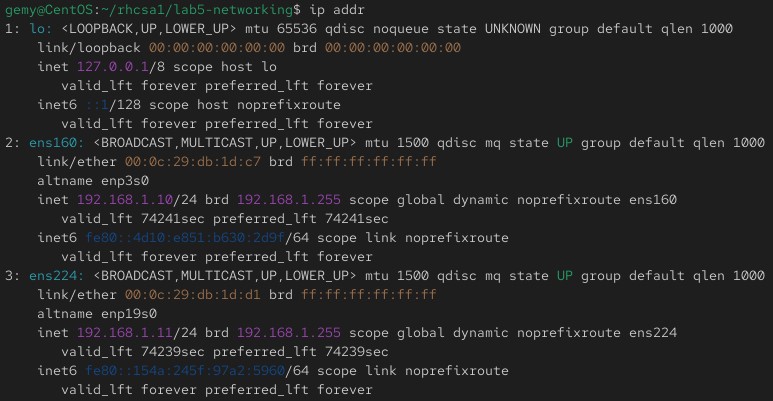 gemy@CentOS:~/rhcsa1/lab5-networking$ ip addr
1: lo: <LOOPBACK,UP,LOWER_UP> mtu 65536 qdisc noqueue state UNKNOWN group default qlen 1000
    link/loopback 00:00:00:00:00:00 brd 00:00:00:00:00:00
    inet 127.0.0.1/8 scope host lo
       valid_lft forever preferred_lft forever
    inet6 ::1/128 scope host noprefixroute
       valid_lft forever preferred_lft forever
2: ens160: <BROADCAST,MULTICAST,UP,LOWER_UP> mtu 1500 qdisc mq state UP group default qlen 1000
    link/ether 00:0c:29:db:1d:c7 brd ff:ff:ff:ff:ff:ff
    altname enp3s0
    inet 192.168.1.10/24 brd 192.168.1.255 scope global dynamic noprefixroute ens160
       valid_lft 74241sec preferred_lft 74241sec
    inet6 fe80::4d10:e851:b630:2d9f/64 scope link noprefixroute
       valid_lft forever preferred_lft forever
3: ens224: <BROADCAST,MULTICAST,UP,LOWER_UP> mtu 1500 qdisc mq state UP group default qlen 1000
    link/ether 00:0c:29:db:1d:d1 brd ff:ff:ff:ff:ff:ff
    altname enp19s0
    inet 192.168.1.11/24 brd 192.168.1.255 scope global dynamic noprefixroute ens224
       valid_lft 74239sec preferred_lft 74239sec
    inet6 fe80::154a:245f:97a2:5960/64 scope link noprefixroute
       valid_lft forever preferred_lft forever